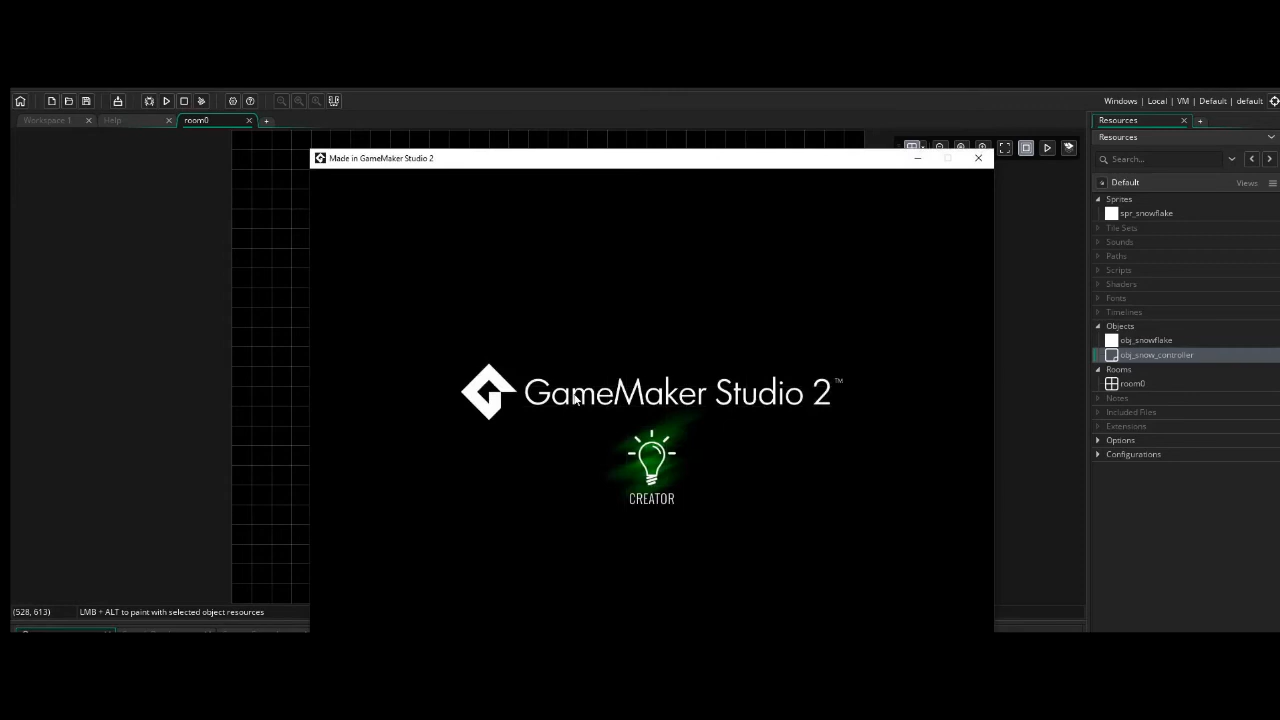 Windows | Local | VM | Default | default
Workspace 1
Help
room0
Resources
Made in GameMaker Studio 2
Resources
Search...
Default
Views
Sprites
spr_snowflake
Tile Sets
Sounds
Paths
Scripts
Shaders
Fonts
Timelines
Objects
obj_snowflake
obj_snow_controller
Rooms
room0
Notes
Included Files
Extensions
Options
Configurations
GameMaker Studio 2™
CREATOR
(528, 613)
LMB + ALT to paint with selected object resources